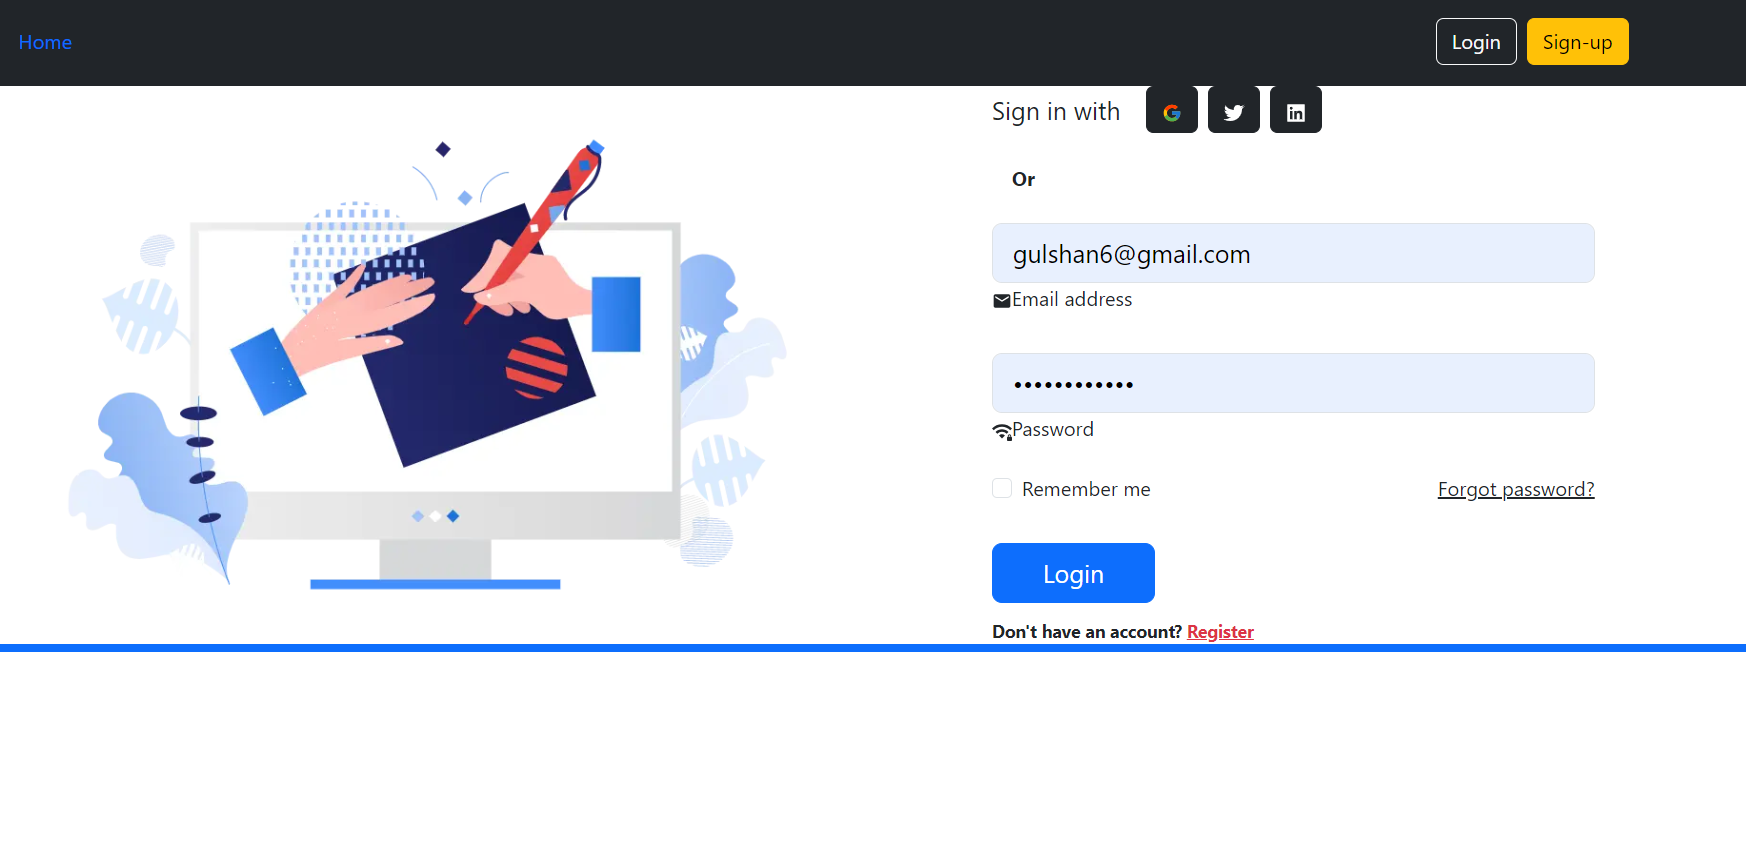 Home
Login
Sign-up
Sign in with
Or
gulshan6@gmail.com
Email address
••••••••••••
Password
Remember me
Forgot password?
Login
Don't have an account? Register